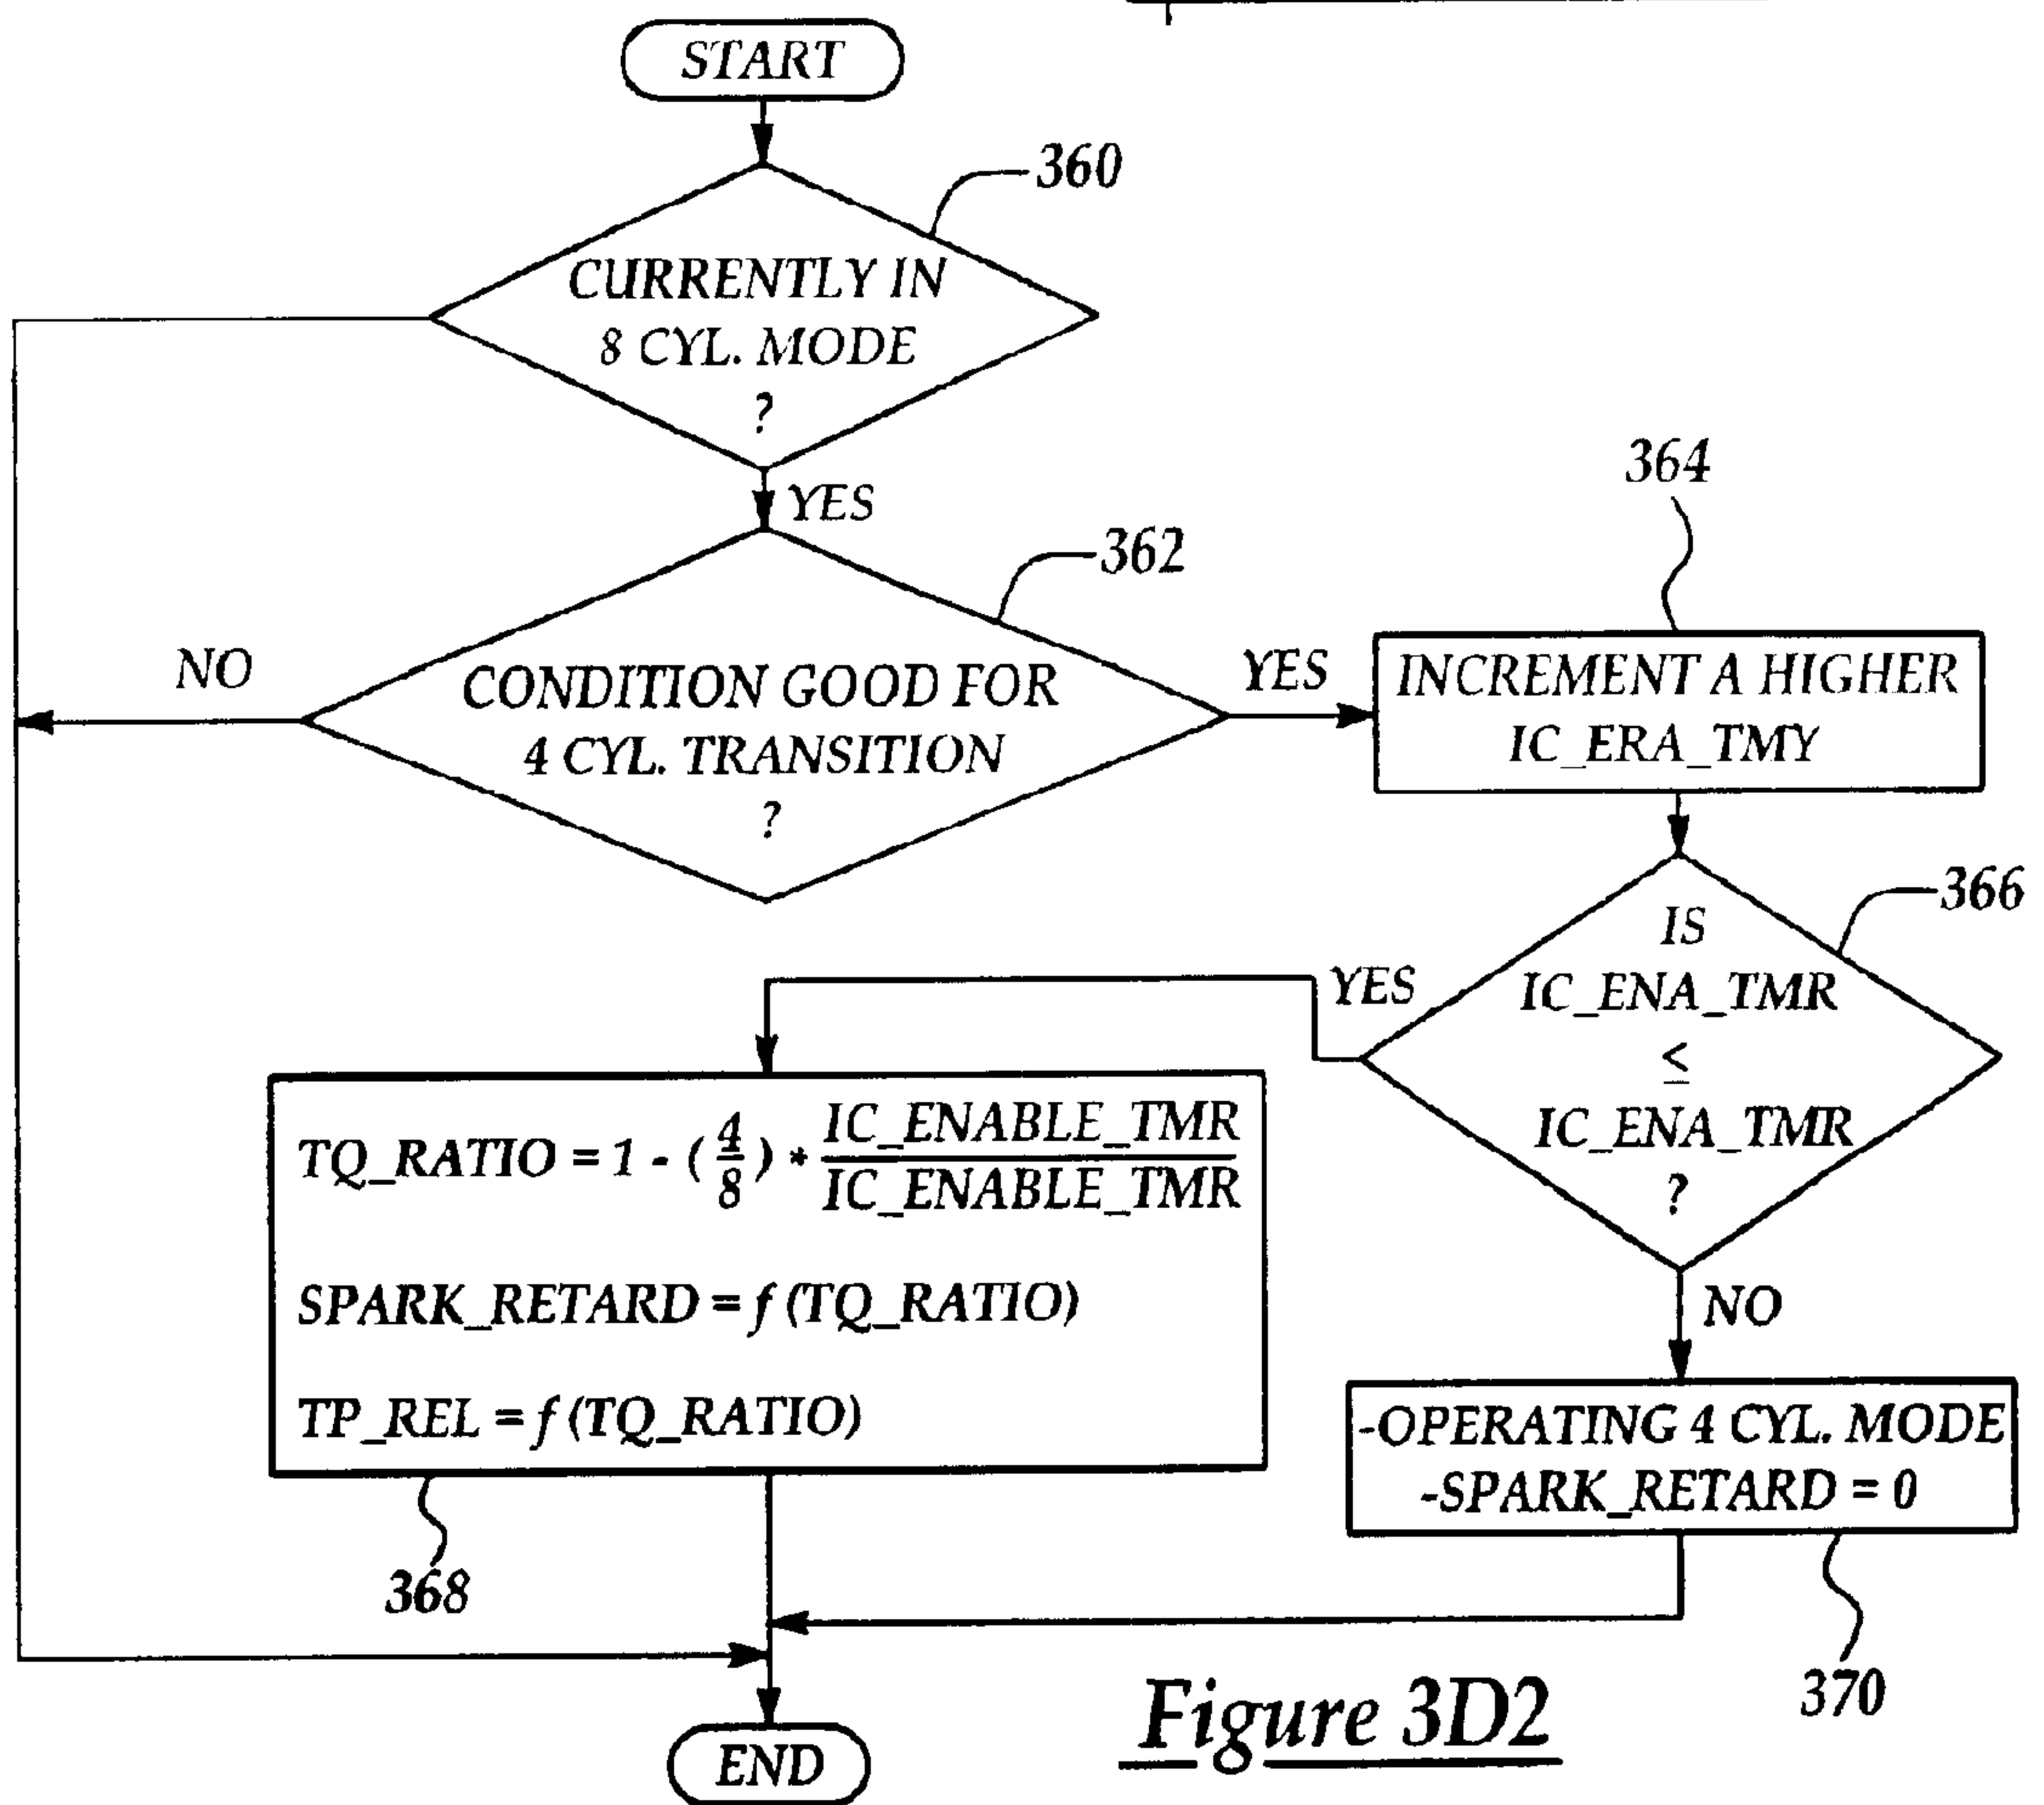 START
360
CURRENTLY IN
8 CYL. MODE
?
YES
362
CONDITION GOOD FOR
4 CYL. TRANSITION
?
NO
YES
364
INCREMENT A HIGHER
IC_ERA_TMY
366
IS
IC_ENA_TMR
≤
IC_ENA_TMR
?
YES
NO
TQ_RATIO = 1 - (4/8) * IC_ENABLE_TMR / IC_ENABLE_TMR
SPARK_RETARD = f (TQ_RATIO)
TP_REL = f (TQ_RATIO)
368
-OPERATING 4 CYL. MODE
-SPARK_RETARD = 0
370
END
Figure 3D2